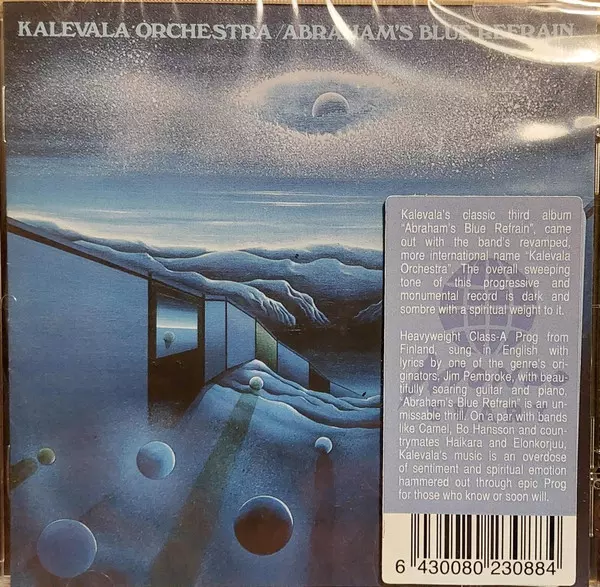 KALEVALA ORCHESTRA/ABRAHAM'S BLUE REFRAIN
Kalevala's classic third album
"Abraham's Blue Refrain", came
out with the band's revamped,
more international name "Kalevala
Orchestra". The overall sweeping
tone of this progressive and
monumental record is dark and
sombre with a spiritual weight to it.
Heavyweight Class-A Prog from
Finland, sung in English with
lyrics by one of the genre's ori-
ginators, Jim Pembroke, with beau-
tifully soaring guitar and piano,
"Abraham's Blue Refrain" is an un-
missable thrill. On a par with bands
like Camel, Bo Hansson and coun-
trymates Haikara and Elonkorjuu,
Kalevala's music is an overdose
of sentiment and spiritual emotion
hammered out through epic Prog
for those who know or soon will.
6 430080 230884